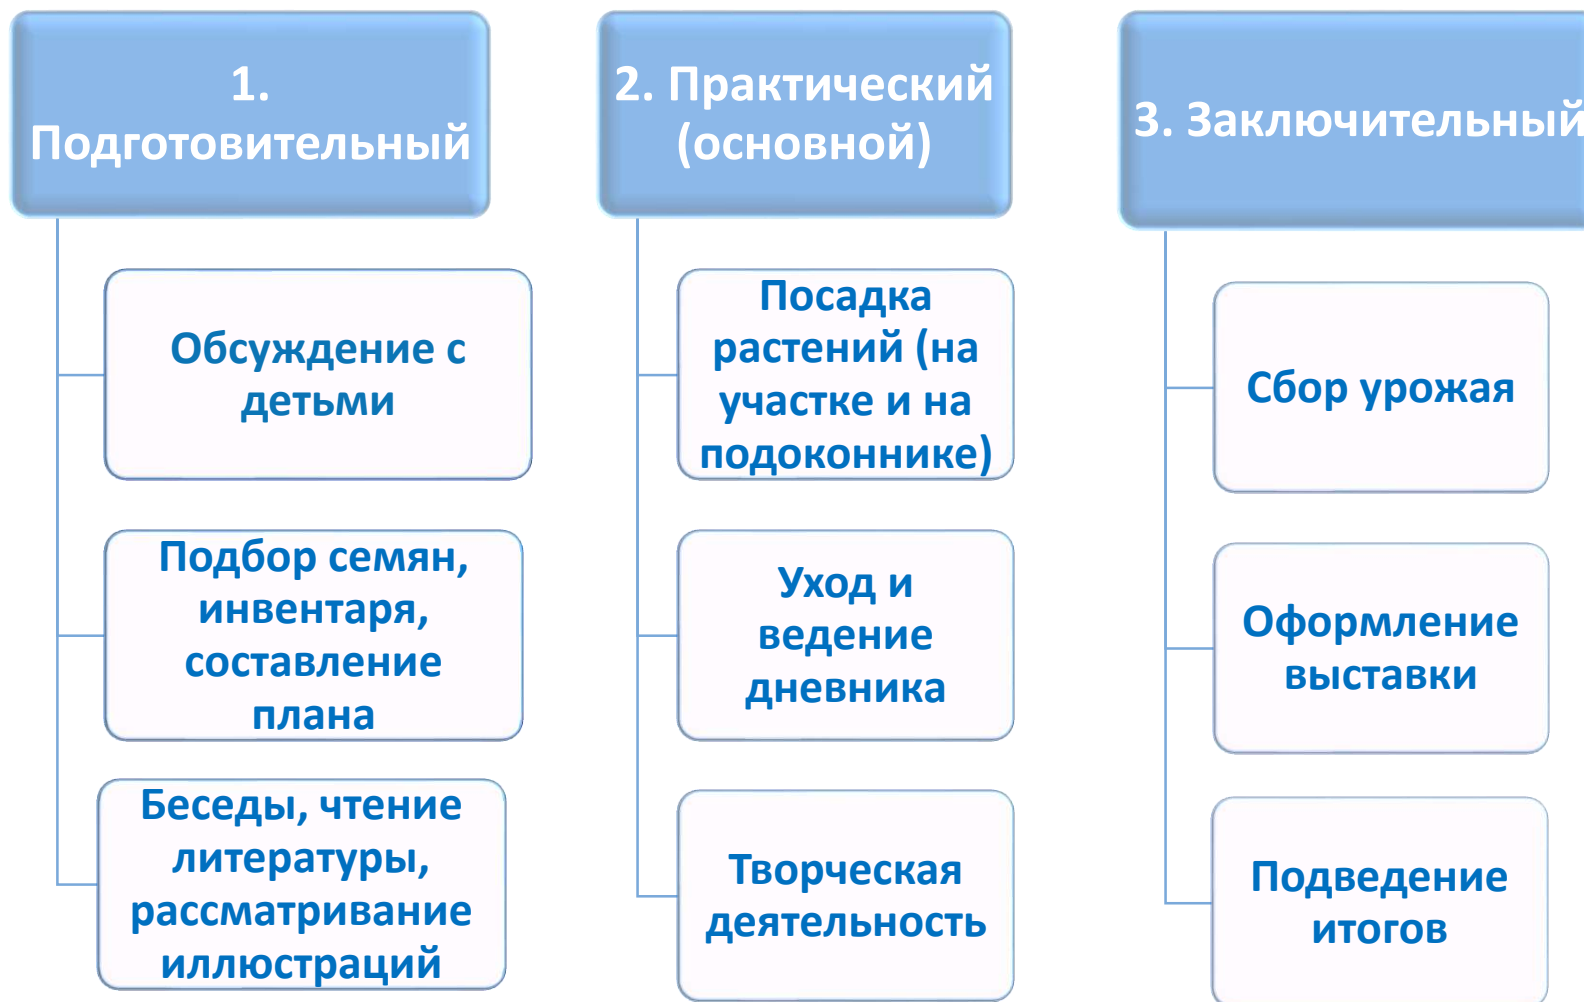 1.
Подготовительный
Обсуждение с
детьми
Подбор семян,
инвентаря,
составление
плана
Беседы, чтение
литературы,
рассматривание
иллюстраций
2. Практический
(основной)
Посадка
растений (на
участке и на
подоконнике)
Уход и
ведение
дневника
Творческая
деятельность
3. Заключительный
Сбор урожая
Оформление
выставки
Подведение
итогов